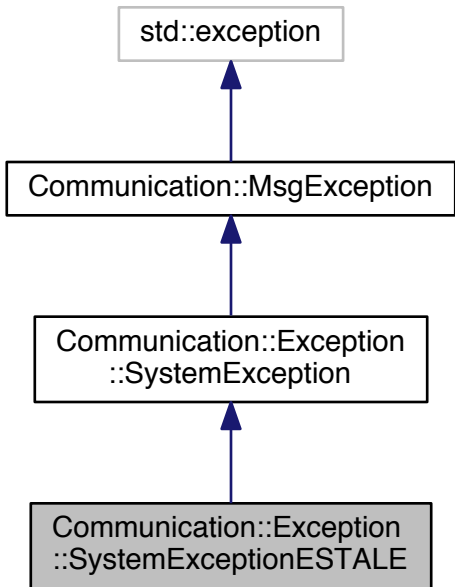 std::exception
Communication::MsgException
Communication::Exception
::SystemException
Communication::Exception
::SystemExceptionESTALE